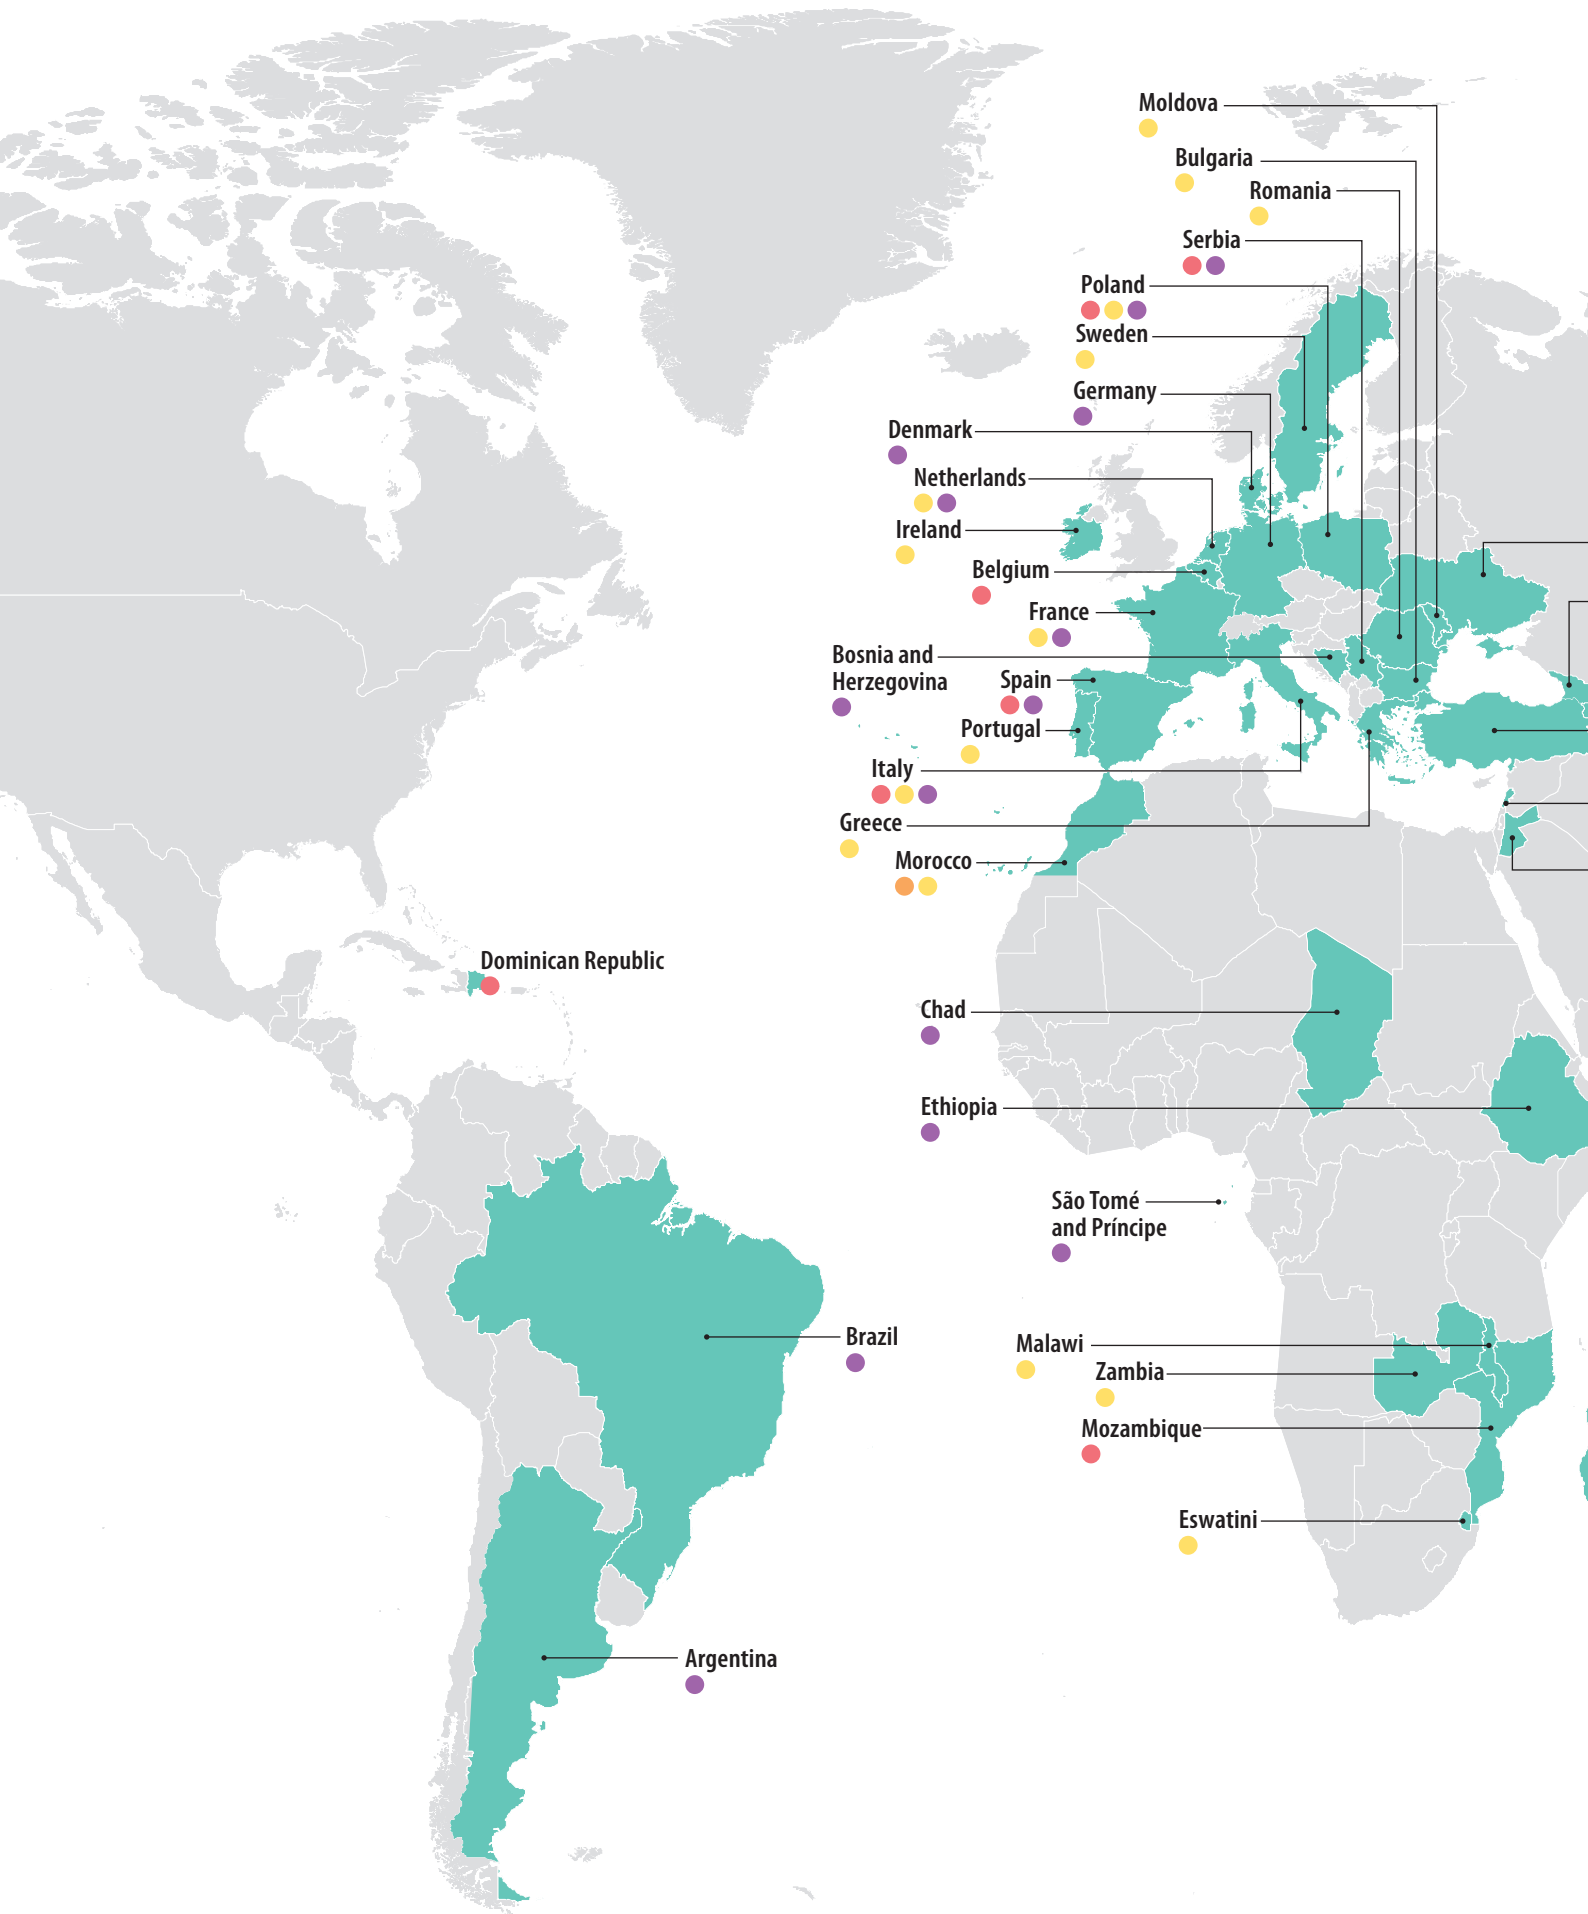 Moldova
Bulgaria
Romania
Serbia
Poland
Sweden
Germany
Denmark
Netherlands
Ireland
Belgium
France
Bosnia and
Herzegovina
Spain
Portugal
Italy
Greece
Morocco
Dominican Republic
Chad
Ethiopia
São Tomé
and Príncipe
Brazil
Malawi
Zambia
Mozambique
Eswatini
Argentina